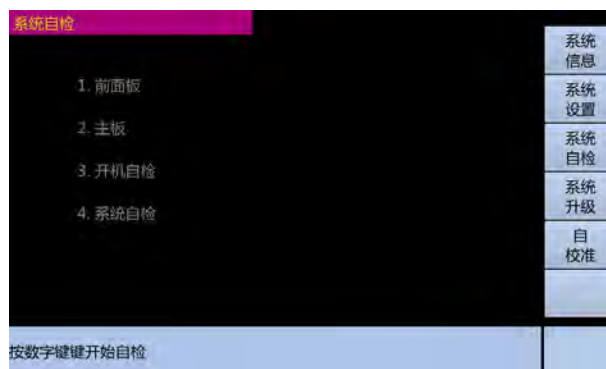 系统自检
1. 前面板
2. 主板
3. 开机自检
4. 系统自检
系统
信息
系统
设置
系统
自检
系统
升级
自
校准
按数字键键开始自检